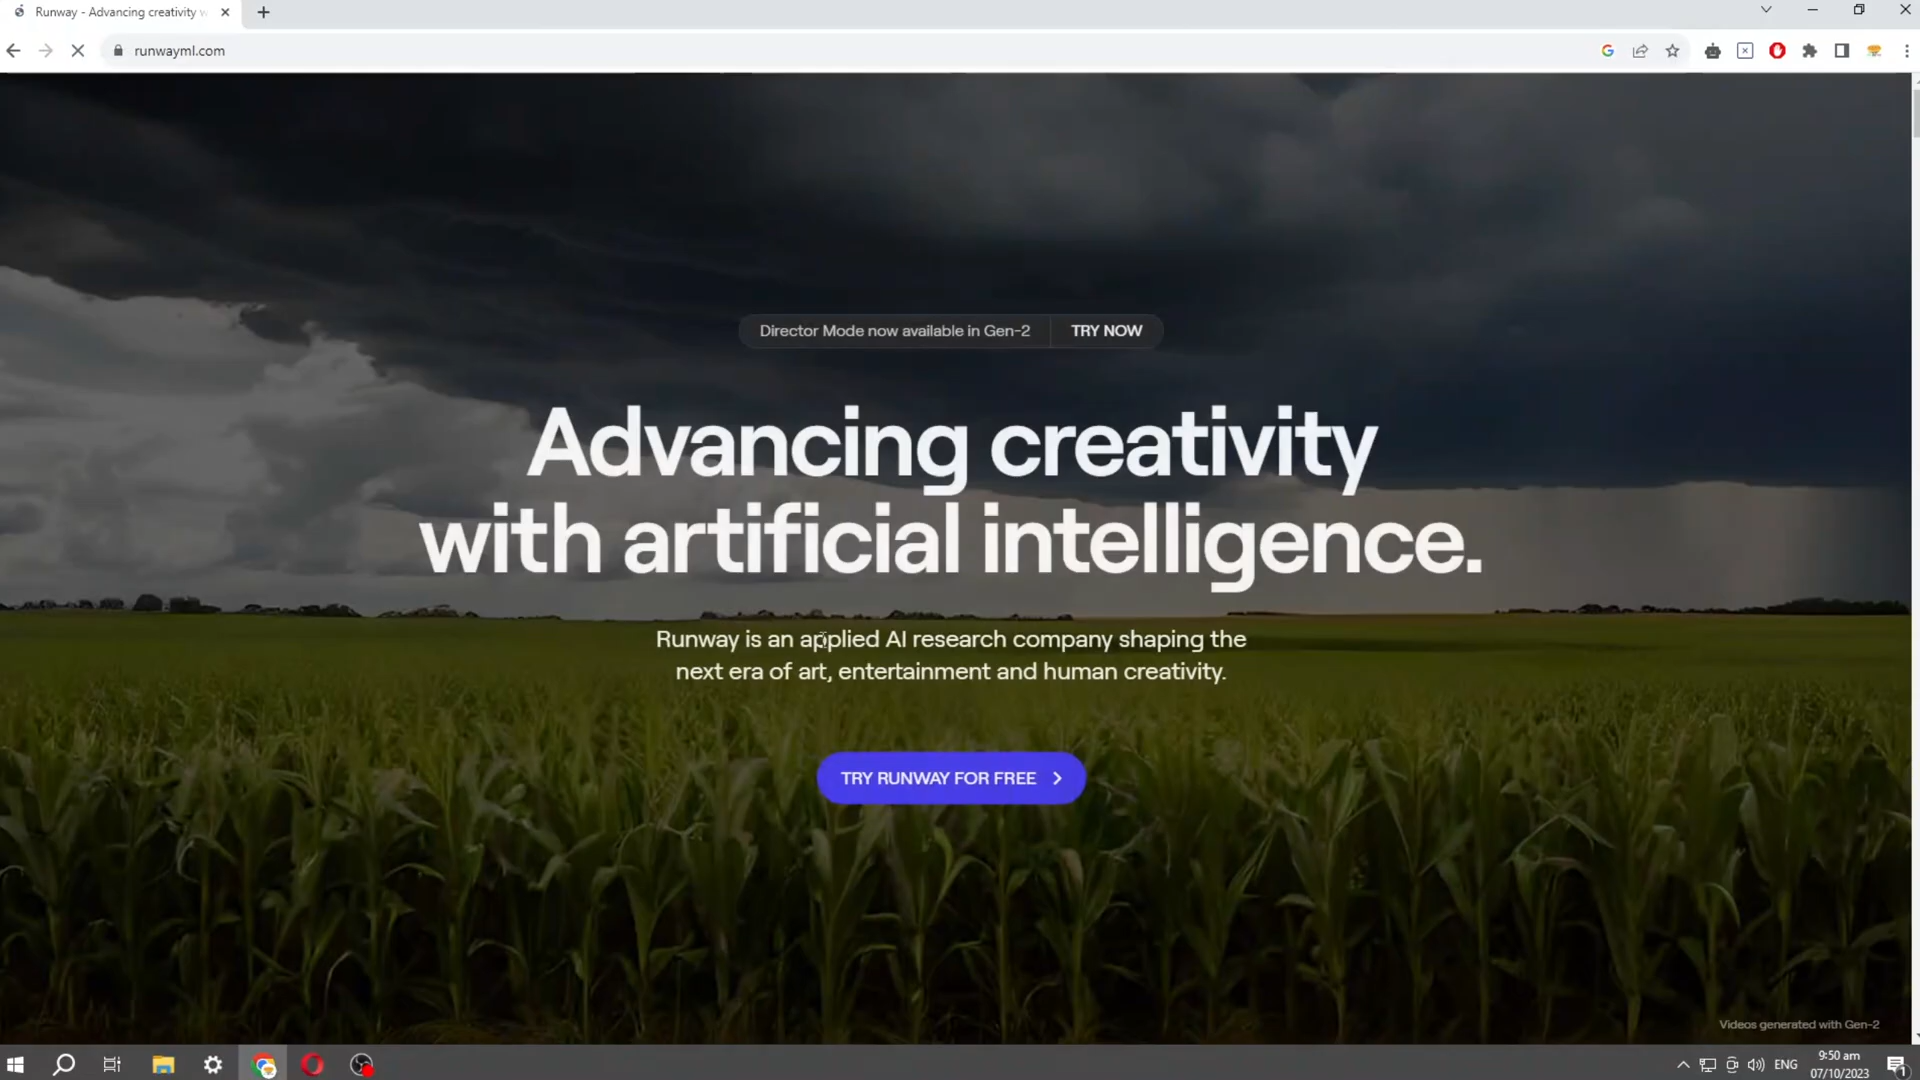 Runway - Advancing creativity w
runwayml.com
Director Mode now available in Gen-2 TRY NOW
Advancing creativity
with artificial intelligence.
Runway is an applied AI research company shaping the
next era of art, entertainment and human creativity.
TRY RUNWAY FOR FREE
Videos generated with Gen-2
ENG
9:50 am
07/10/2023
1